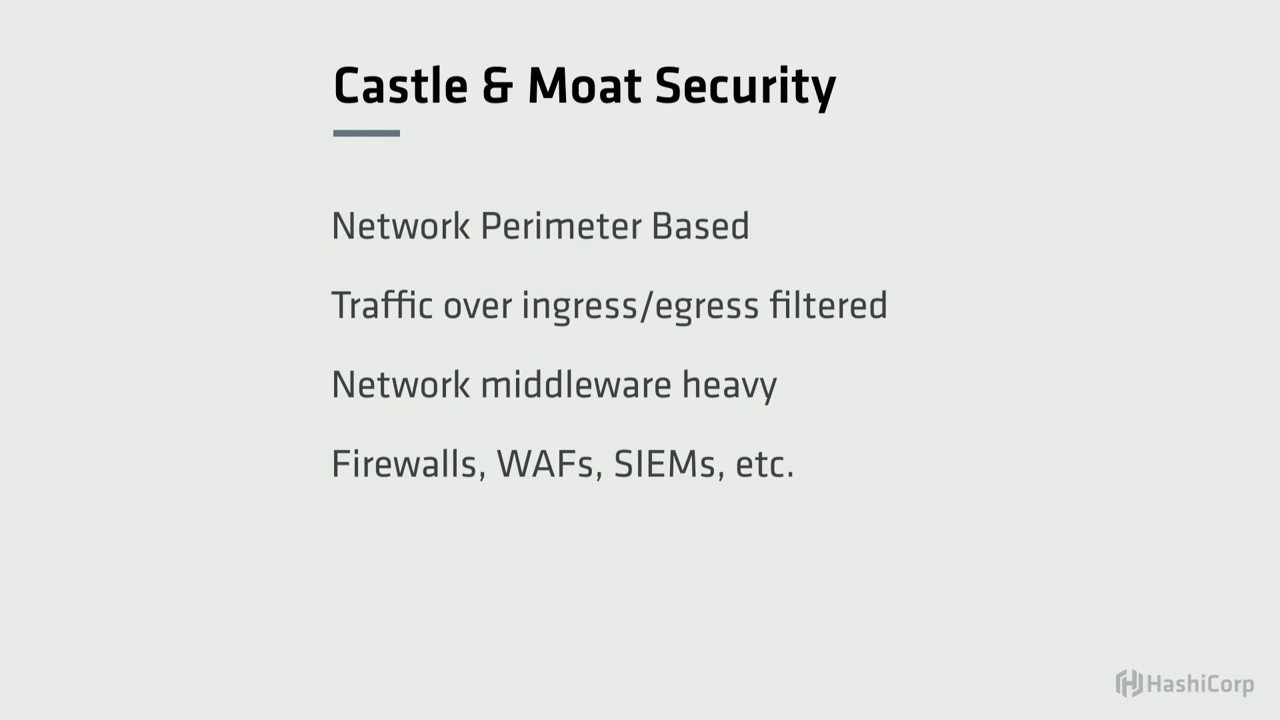 Castle & Moat Security
Network Perimeter Based
Traffic over ingress/egress filtered
Network middleware heavy
Firewalls, WAFs, SIEMs, etc.
HashiCorp